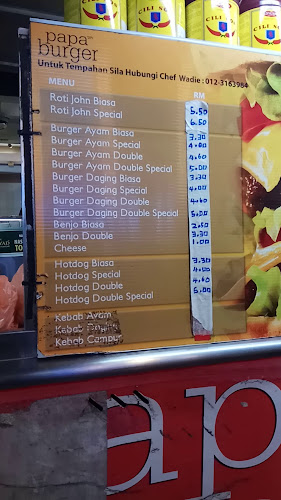 CILI S
papa
burger
Untuk Tempahan Sila Hubungi Chef Wadie : 012-3163984
MENU RM
Roti John Biasa 5.50
Roti John Special 6.50
Burger Ayam Biasa 3.30
Burger Ayam Special 4.00
Burger Ayam Double 4.60
Burger Ayam Double Special 5.00
Burger Daging Biasa 3.30
Burger Daging Special 4.00
Burger Daging Double 4.60
Burger Daging Double Special 5.00
Benjo Biasa 2.50
Benjo Double 3.30
Cheese 1.00
Hotdog Biasa 3.30
Hotdog Special 4.00
Hotdog Double 4.60
Hotdog Double Special 5.00
Kebab Ayam
Kebab
Kebab Campur
ap